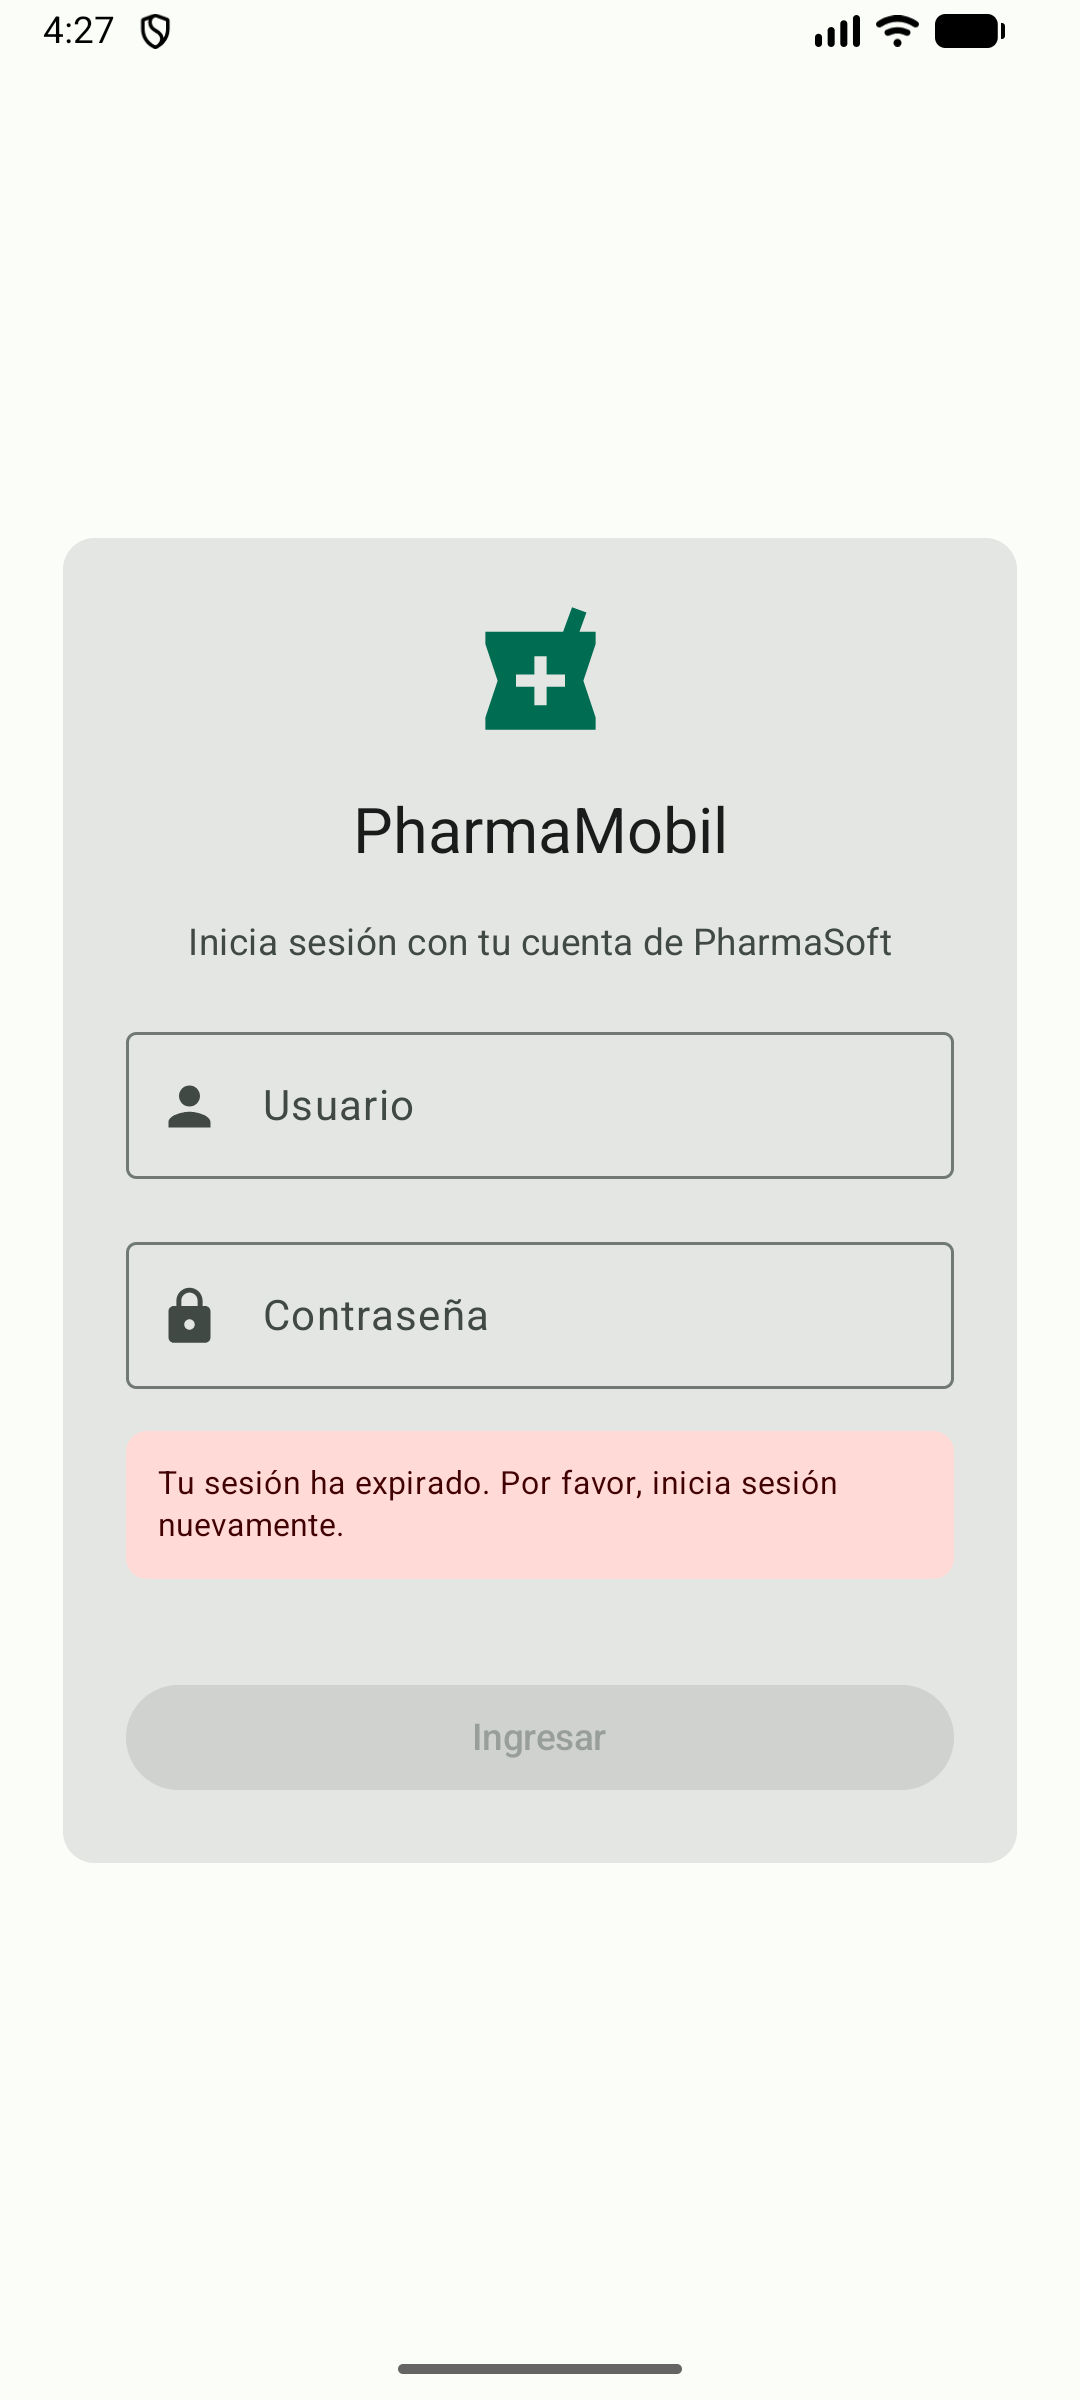 4:27
PharmaMobil
Inicia sesión con tu cuenta de PharmaSoft
Usuario
Contraseña
Tu sesión ha expirado. Por favor, inicia sesión
nuevamente.
Ingresar